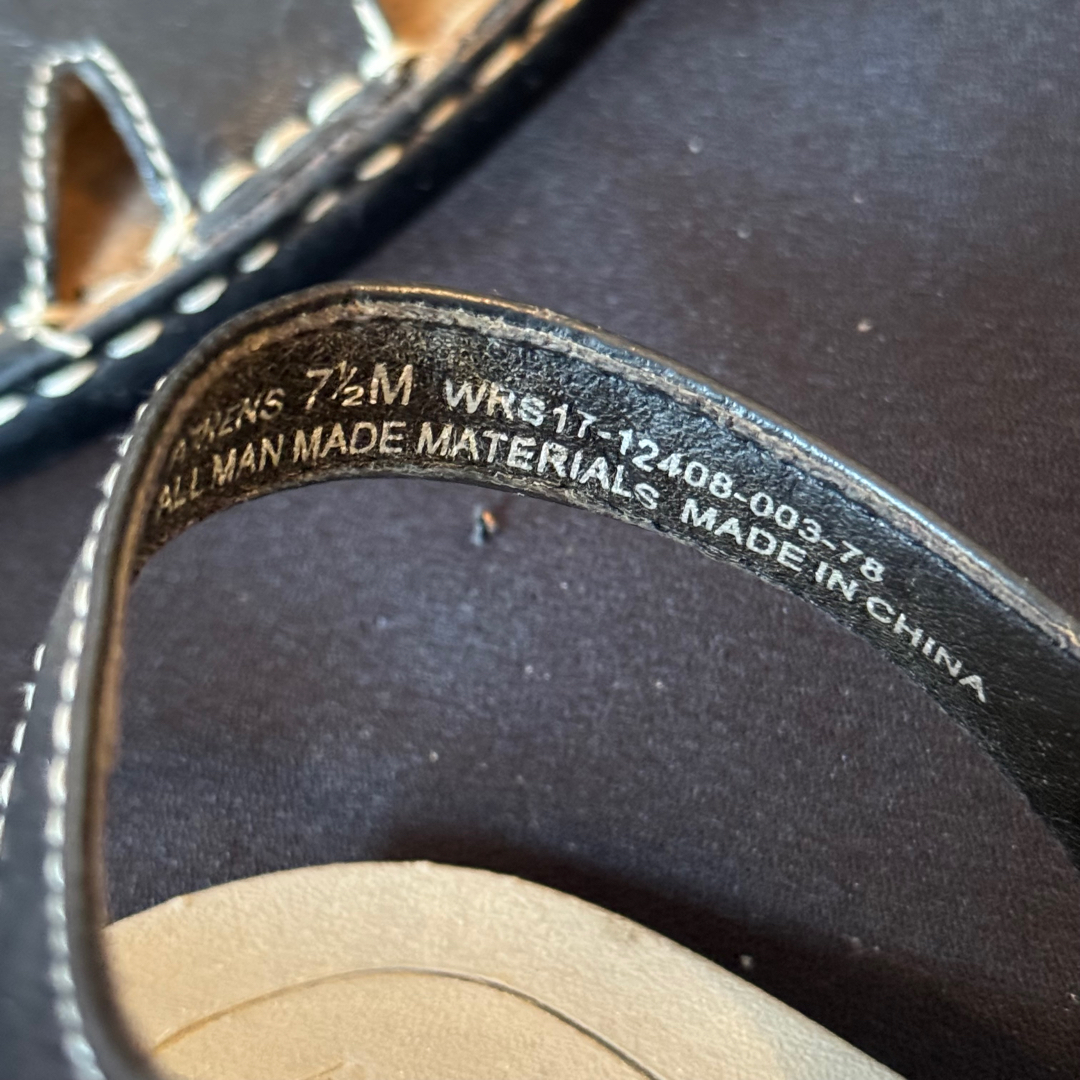 7½M WRS17-12408-003-78
ALL MAN MADE MATERIALS MADE IN CHINA